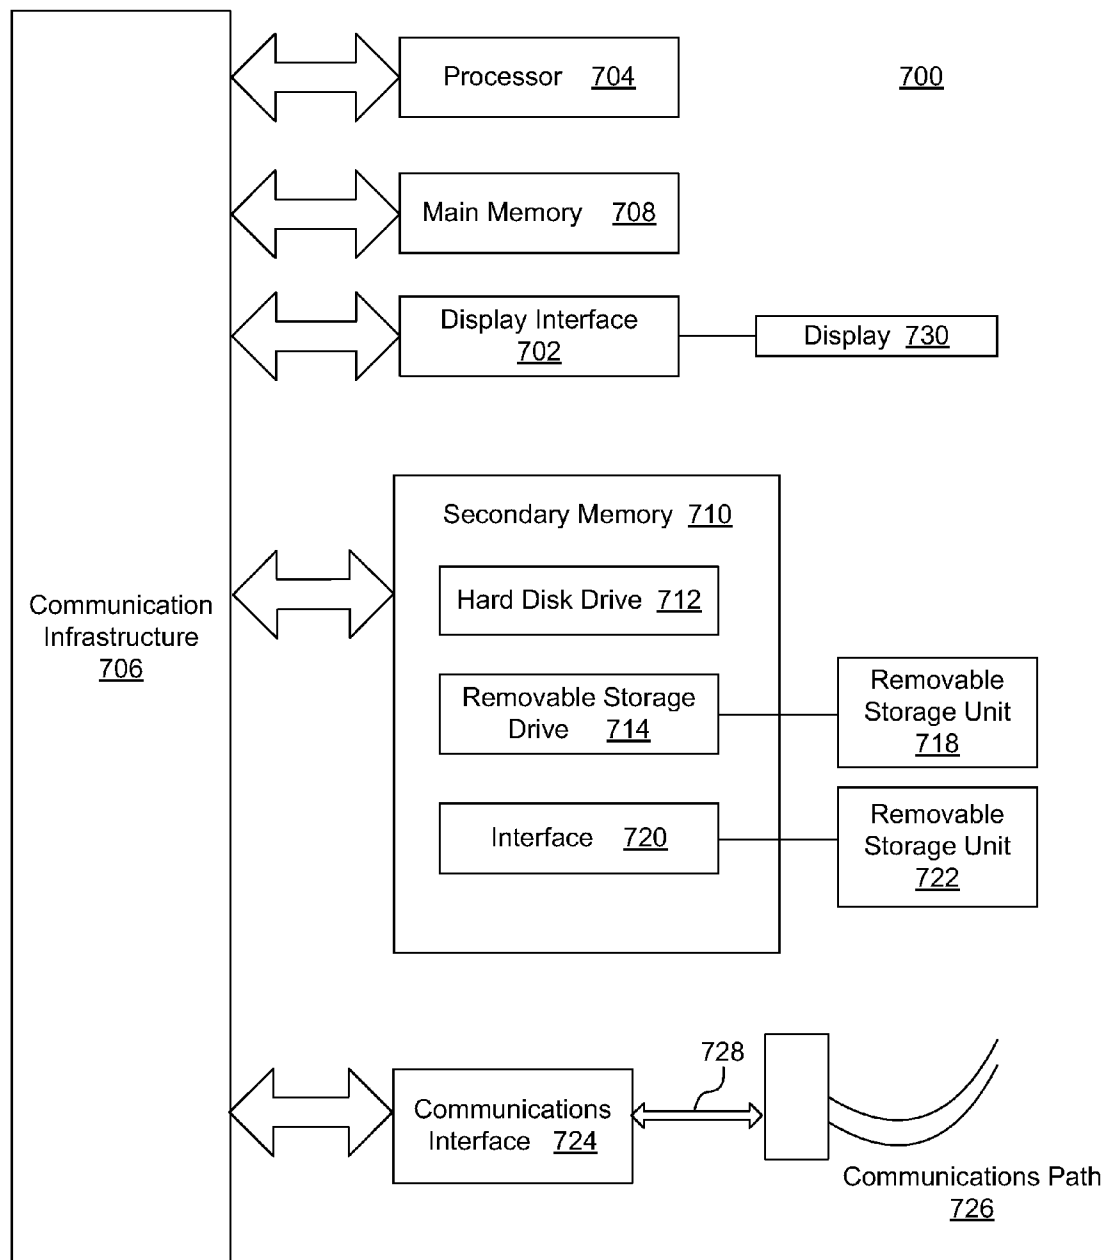 Processor 704
700
Main Memory 708
Display Interface
702
Display 730
Secondary Memory 710
Hard Disk Drive 712
Communication
Infrastructure
706
Removable Storage
Drive 714
Removable
Storage Unit
718
Interface 720
Removable
Storage Unit
722
728
Communications
Interface 724
Communications Path
726